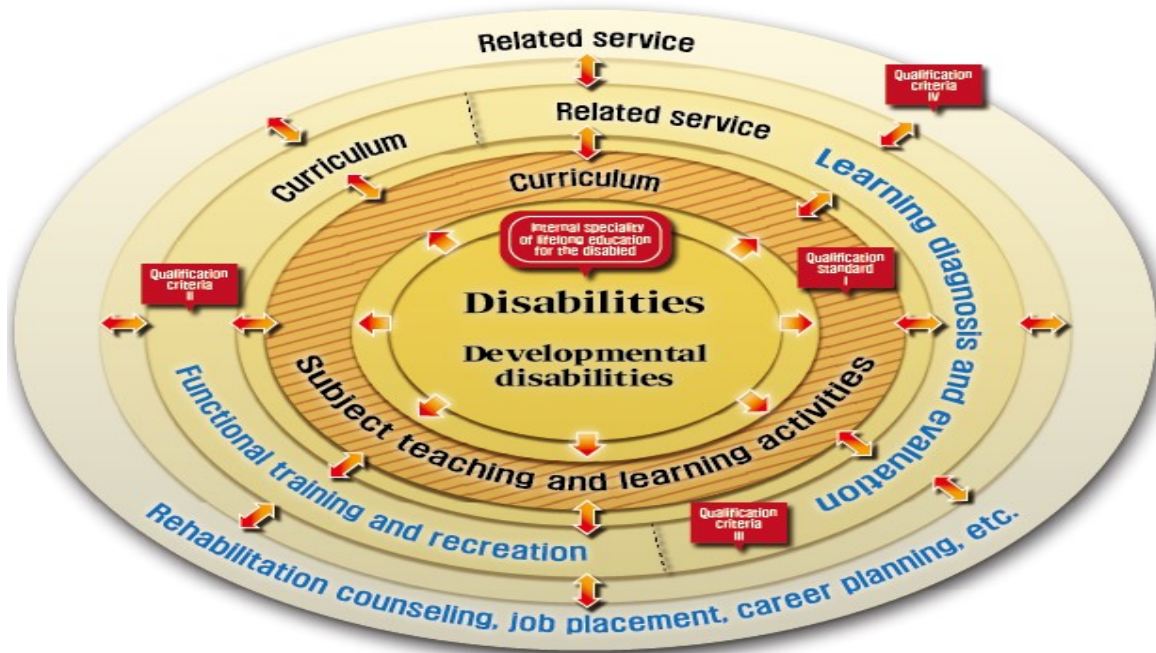 Related service
Qualification
criteria
IV
Related service
Curriculum
Learning diagnosis and evaluation
Curriculum
Internal speciality
of lifelong education
for the disabled
Qualification
standard
I
Qualification
criteria
II
Disabilities
Developmental
disabilities
Subject teaching and learning activities
Functional training and recreation
Qualification
criteria
III
Rehabilitation counseling, job placement, career planning, etc.